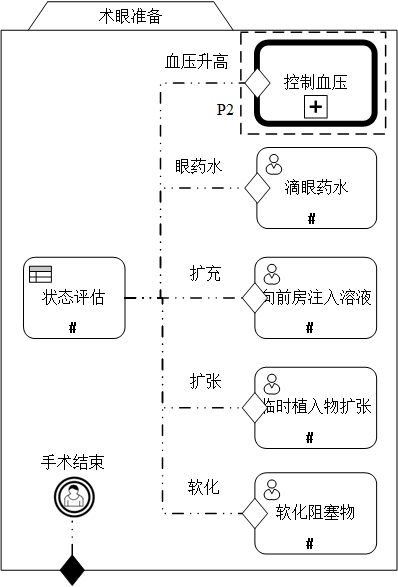 术眼准备
血压升高
控制血压
P2
眼药水
滴眼药水
#
扩充
向前房注入溶液
#
状态评估
#
扩张
临时植入物扩张
#
手术结束
软化
软化阻塞物
#